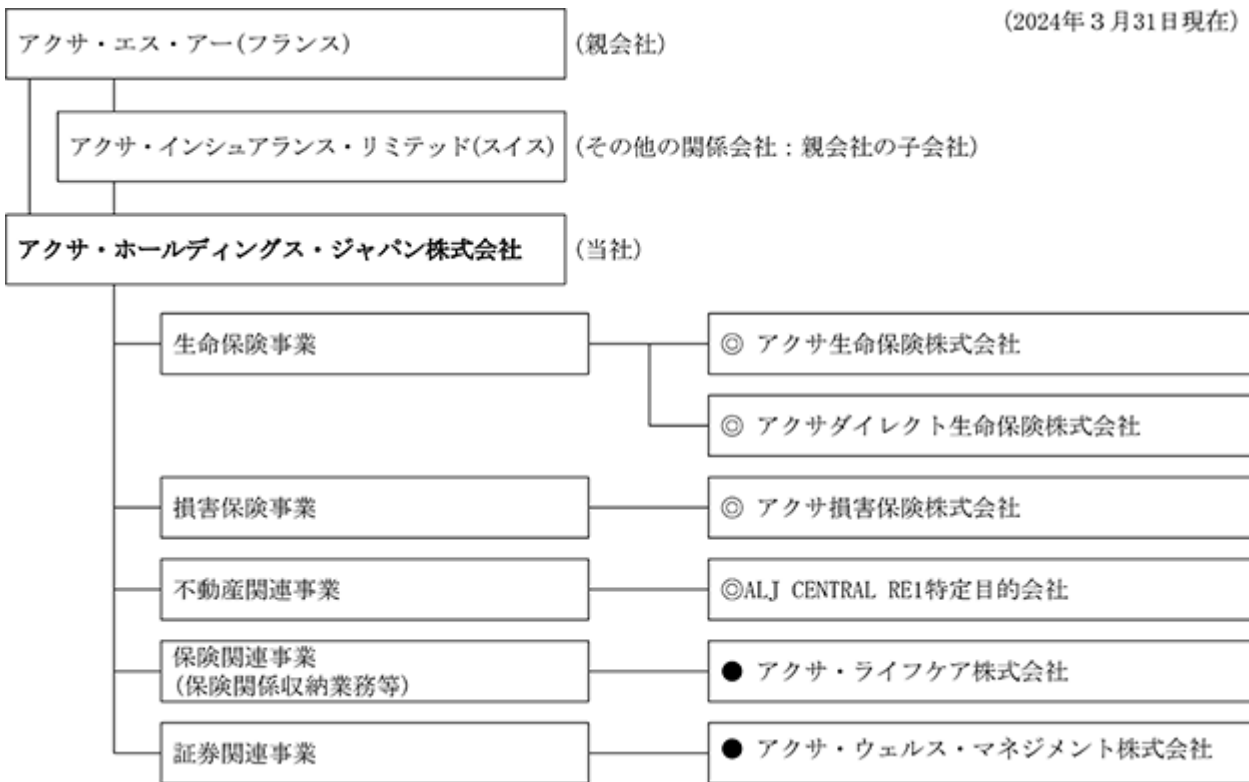 (2024年３月31日現在)
アクサ・エス・アー(フランス)
(親会社)
アクサ・インシュアランス・リミテッド(スイス)
(その他の関係会社：親会社の子会社)
アクサ・ホールディングス・ジャパン株式会社
(当社)
生命保険事業
◎ アクサ生命保険株式会社
◎ アクサダイレクト生命保険株式会社
損害保険事業
◎ アクサ損害保険株式会社
不動産関連事業
◎ALJ CENTRAL RE1特定目的会社
保険関連事業
(保険関係収納業務等)
● アクサ・ライフケア株式会社
証券関連事業
● アクサ・ウェルス・マネジメント株式会社